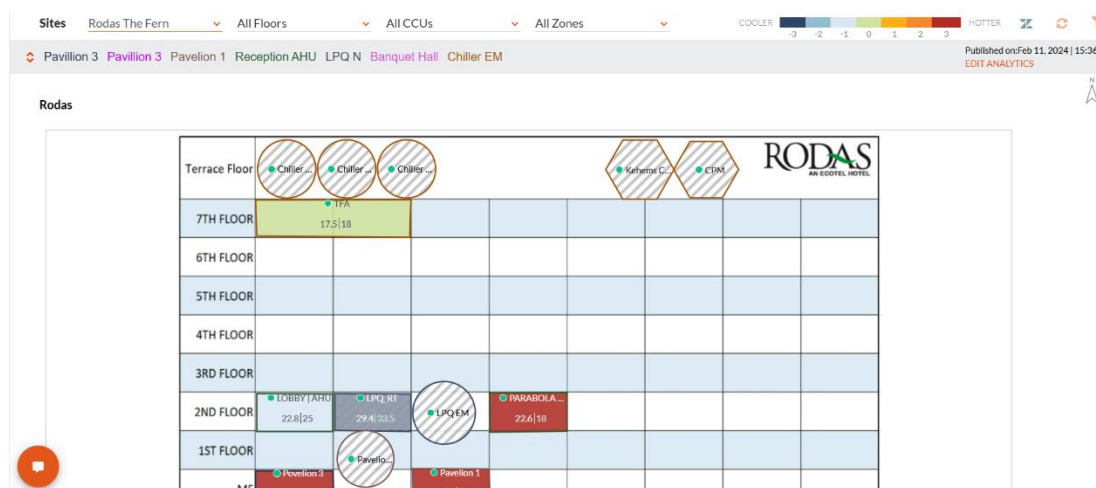 Sites Rodas The Fern All Floors All CCUs All Zones COOLER HOTTER
-3 -2 -1 0 1 2 3
Pavillion 3 Pavillion 3 Pavelion 1 Reception AHU LPQ N Banquet Hall Chiller EM
Published on:Feb 11, 2024 | 15:36
EDIT ANALYTICS
N
Rodas
Terrace Floor Chiller ... Chiller ... Chiller ... Kehems C... CPM RODAS
AN ECOTEL HOTEL
TFA
7TH FLOOR 17.5|18
6TH FLOOR
5TH FLOOR
4TH FLOOR
3RD FLOOR
LOBBY | AHU LPQ_RT PARABOLA ...
2ND FLOOR 22.8|25 29.4|33.5 LPQ EM 22.6|18
1ST FLOOR Pavelio...
Pavelion 3 Pavelion 1